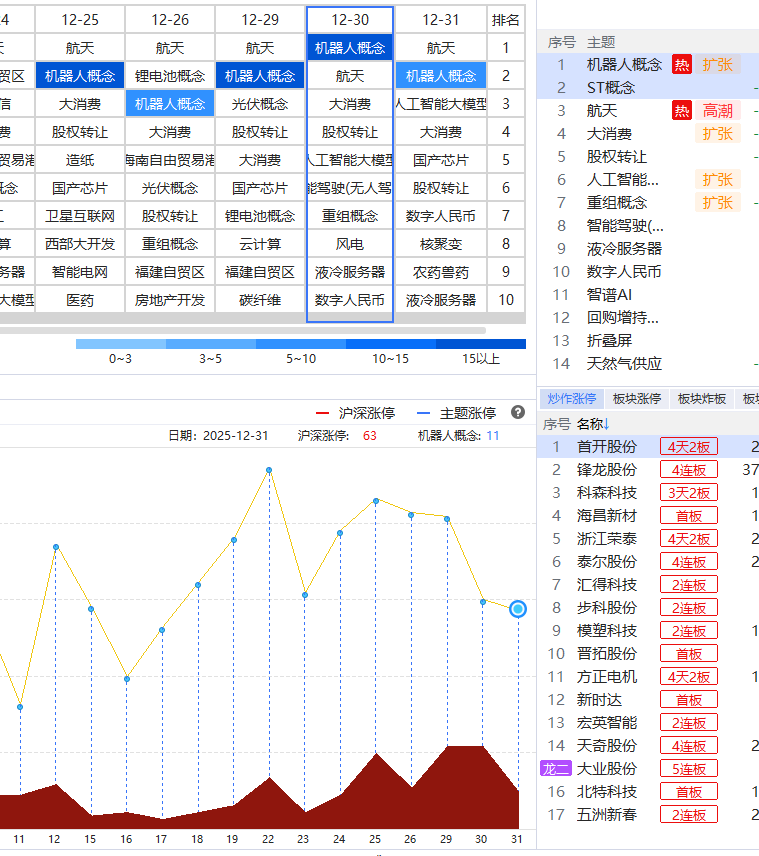 24 12-25 12-26 12-29 12-30 12-31 排名
天 航天 航天 航天 机器人概念 航天 1
贸区 机器人概念 锂电池概念 机器人概念 航天 机器人概念 2
信 大消费 机器人概念 光伏概念 大消费 人工智能大模型 3
费 股权转让 大消费 股权转让 股权转让 大消费 4
贸易港 造纸 海南自由贸易港 大消费 人工智能大模型 国产芯片 5
概念 国产芯片 光伏概念 国产芯片 能驾驶(无人驾 股权转让 6
工 卫星互联网 股权转让 锂电池概念 重组概念 数字人民币 7
算 西部大开发 重组概念 云计算 风电 核聚变 8
务器 智能电网 福建自贸区 福建自贸区 液冷服务器 农药兽药 9
大模型 医药 房地产开发 碳纤维 数字人民币 液冷服务器 10
0~3 3~5 5~10 10~15 15以上
沪深涨停 主题涨停 ?
日期: 2025-12-31 沪深涨停: 63 机器人概念: 11
11 12 15 16 17 18 19 22 23 24 25 26 29 30 31
序号 主题
1 机器人概念 热 扩张
2 ST概念 -
3 航天 热 高潮 -
4 大消费 扩张 -
5 股权转让 -
6 人工智能... 扩张
7 重组概念 扩张 -
8 智能驾驶(...
9 液冷服务器
10 数字人民币
11 智谱AI
12 回购增持...
13 折叠屏
14 天然气供应 -
炒作涨停 板块涨停 板块炸板 板块
序号 名称↓
1 首开股份 4天2板 2
2 锋龙股份 4连板 37
3 科森科技 3天2板 1
4 海昌新材 首板 1
5 浙江荣泰 4天2板 2
6 泰尔股份 4连板 2
7 汇得科技 2连板
8 步科股份 2连板
9 模塑科技 2连板 1
10 晋拓股份 首板
11 方正电机 4天2板 1
12 新时达 首板
13 宏英智能 2连板
14 天奇股份 4连板 2
龙二 大业股份 5连板
16 北特科技 首板 1
17 五洲新春 2连板 2